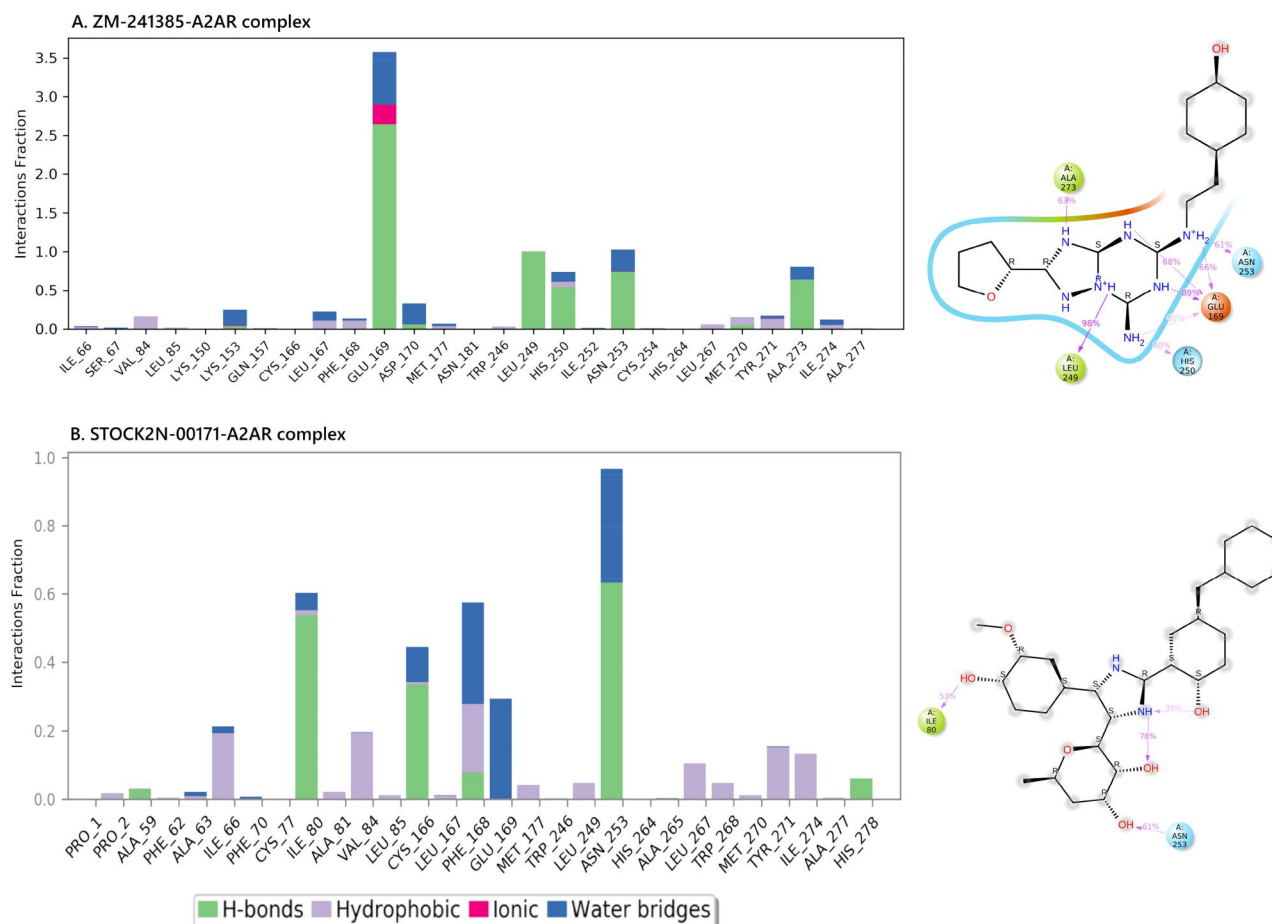 A. ZM-241385-A2AR complex
Interactions Fraction
3.5
3.0
2.5
2.0
1.5
1.0
0.5
0.0
ILE_66
SER_67
VAL_84
LEU_85
LYS_150
LYS_153
GLN_157
CYS_166
LEU_167
PHE_168
GLU_169
ASP_170
MET_177
ASN_181
TRP_246
LEU_249
HIS_250
ILE_252
ASN_253
CYS_254
HIS_264
LEU_267
MET_270
TYR_271
ALA_273
ILE_274
ALA_277
OH
A:
ALA
273
63%
H
N
H
N
N⁺H₂
61%
A:
ASN
253
S
S
R
R
68%
66%
O
N
H
R
N⁺H
NH
89%
A:
GLU
169
R
98%
NH₂
40%
A:
HIS
250
A:
LEU
249
B. STOCK2N-00171-A2AR complex
Interactions Fraction
1.0
0.8
0.6
0.4
0.2
0.0
PRO_1
PRO_2
ALA_59
PHE_62
ALA_63
ILE_66
PHE_70
CYS_77
ILE_80
ALA_81
VAL_84
LEU_85
CYS_166
LEU_167
PHE_168
GLU_169
MET_177
TRP_246
LEU_249
ASN_253
HIS_264
ALA_265
LEU_267
TRP_268
MET_270
TYR_271
ILE_274
ALA_277
HIS_278
O
R
H
N
R
S
HO
S
S
S
R
S
53%
A:
ILE
80
NH
35%
OH
S
S
78%
O
R
R
OH
R
OH
61%
A:
ASN
253
H-bonds
Hydrophobic
Ionic
Water bridges